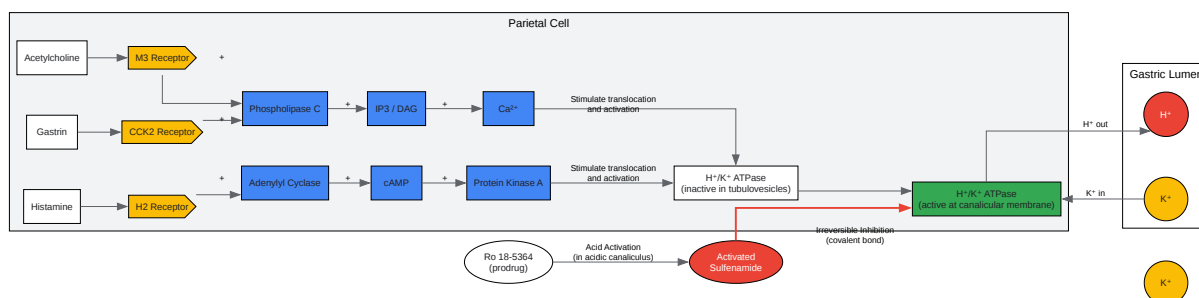 Parietal Cell
Acetylcholine
M3 Receptor
+
Gastric Lumen
Phospholipase C
+
IP3 / DAG
+
Ca²⁺
Stimulate translocation
and activation
H⁺
H⁺ out
Gastrin
CCK2 Receptor
+
Histamine
H2 Receptor
+
Adenylyl Cyclase
+
cAMP
+
Protein Kinase A
Stimulate translocation
and activation
H⁺/K⁺ ATPase
(inactive in tubulovesicles)
H⁺/K⁺ ATPase
(active at canalicular membrane)
K⁺ in
K⁺
Irreversible Inhibition
(covalent bond)
Ro 18-5364
(prodrug)
Acid Activation
(in acidic canaliculus)
Activated
Sulfenamide
K⁺